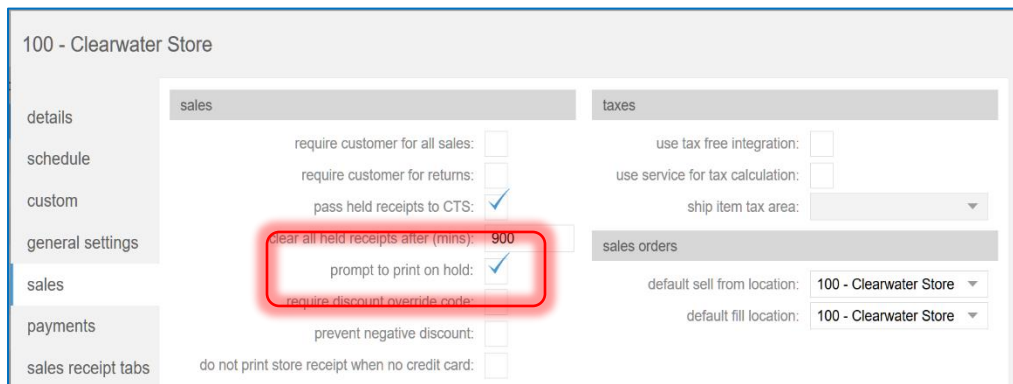 100 - Clearwater Store
details
schedule
custom
general settings
sales
payments
sales receipt tabs
sales
require customer for all sales:
require customer for returns:
pass held receipts to CTS:
clear all held receipts after (mins): 900
prompt to print on hold:
require discount override code:
prevent negative discount:
do not print store receipt when no credit card:
taxes
use tax free integration:
use service for tax calculation:
ship item tax area:
sales orders
default sell from location: 100 - Clearwater Store
default fill location: 100 - Clearwater Store